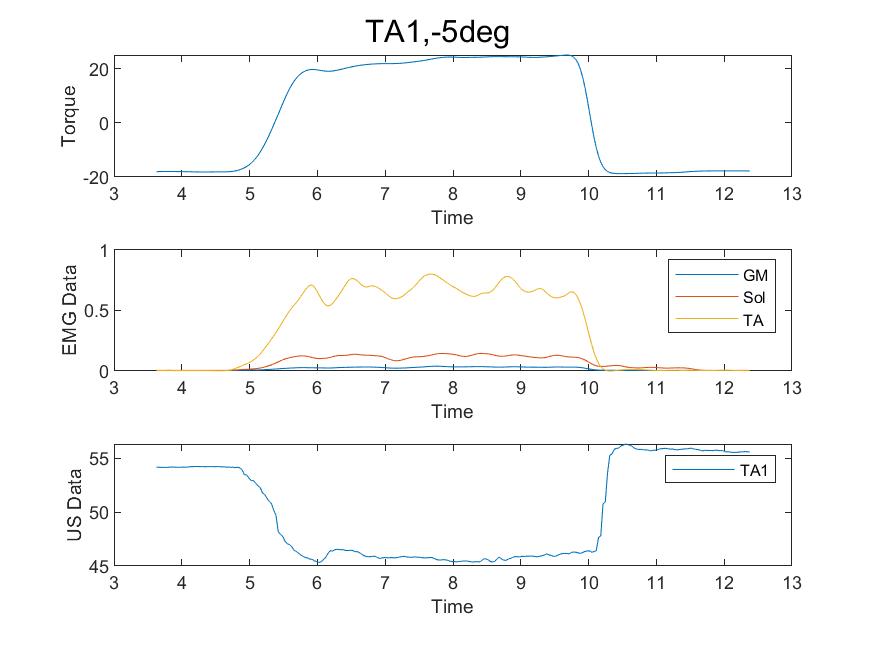 TA1,-5deg
20
0
-20
Torque
3 4 5 6 7 8 9 10 11 12 13
Time
1
0.5
0
EMG Data
GM
Sol
TA
3 4 5 6 7 8 9 10 11 12 13
Time
55
50
45
US Data
TA1
3 4 5 6 7 8 9 10 11 12 13
Time